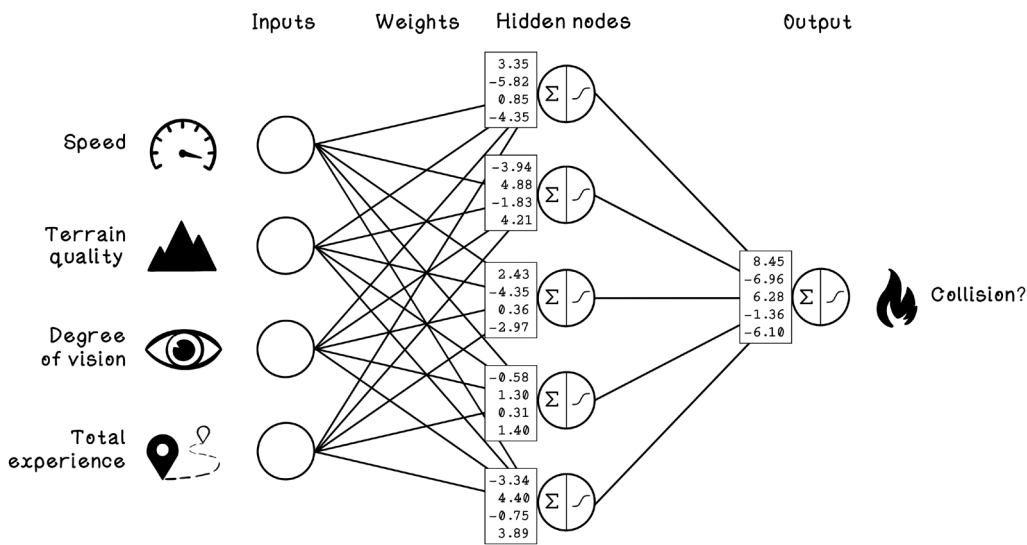 Inputs
Weights
Hidden nodes
Output
Speed
Terrain
quality
Degree
of vision
Total
experience
3.35
-5.82
0.85
-4.35
Σ
-3.94
4.88
-1.83
4.21
Σ
2.43
-4.35
0.36
-2.97
Σ
-0.58
1.30
0.31
1.40
Σ
-3.34
4.40
-0.75
3.89
Σ
8.45
-6.96
6.28
-1.36
-6.10
Σ
Collision?